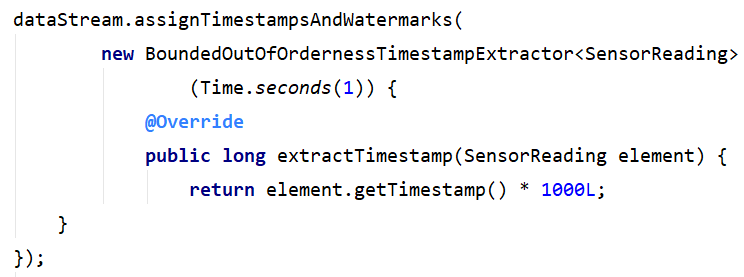 dataStream.assignTimestampsAndWatermarks(
new BoundedOutOfOrdernessTimestampExtractor<SensorReading>
(Time.seconds(1)) {
@Override
public long extractTimestamp(SensorReading element) {
return element.getTimestamp() * 1000L;
}
});